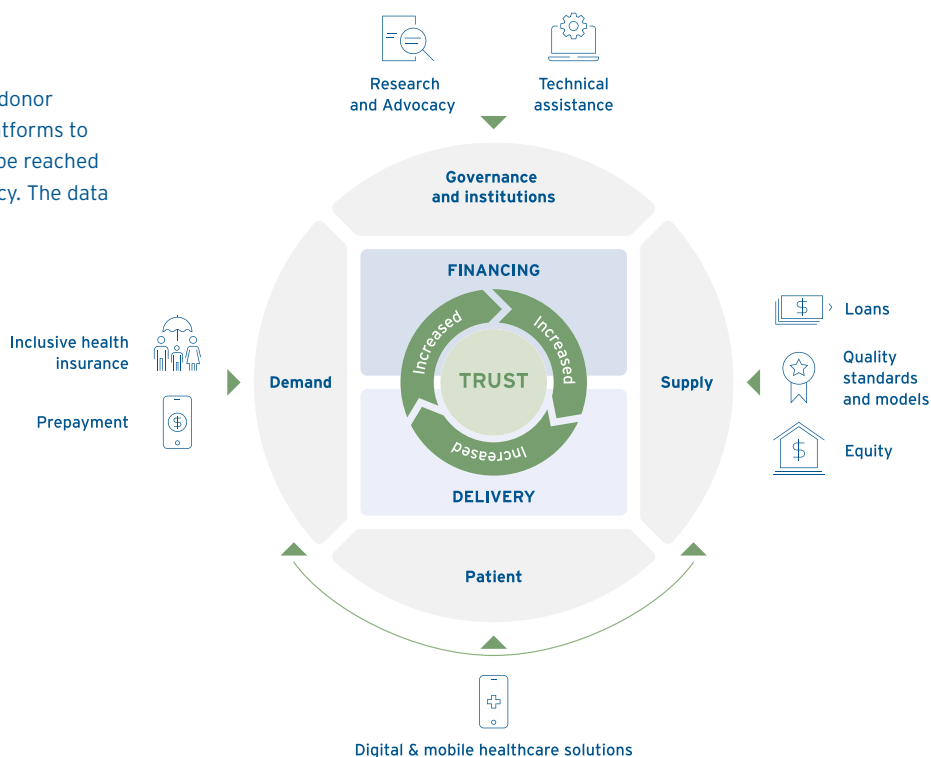 donor
tforms to
be reached
cy. The data
Research
and Advocacy
Technical
assistance
Governance
and institutions
FINANCING
Increased
Increased
TRUST
Increased
DELIVERY
Demand
Supply
Patient
Inclusive health
insurance
Prepayment
Loans
Quality
standards
and models
Equity
Digital & mobile healthcare solutions